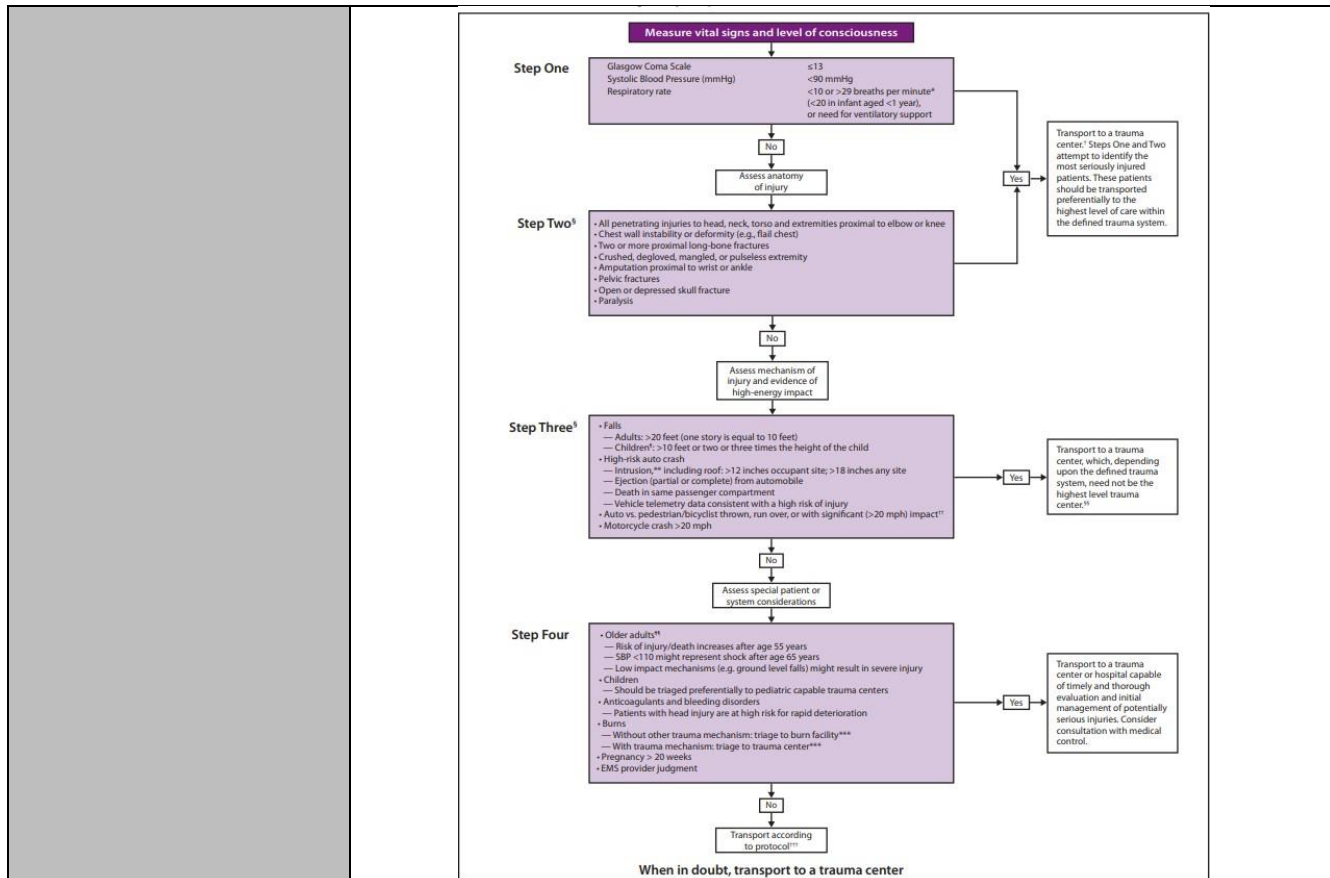 Measure vital signs and level of consciousness
Step One
Glasgow Coma Scale ≤13
Systolic Blood Pressure (mmHg) <90 mmHg
Respiratory rate <10 or >29 breaths per minute*
(<20 in infant aged <1 year),
or need for ventilatory support
No
Assess anatomy
of injury
Yes
Transport to a trauma
center.† Steps One and Two
attempt to identify the
most seriously injured
patients. These patients
should be transported
preferentially to the
highest level of care within
the defined trauma system.
Step Two§
• All penetrating injuries to head, neck, torso and extremities proximal to elbow or knee
• Chest wall instability or deformity (e.g., flail chest)
• Two or more proximal long-bone fractures
• Crushed, degloved, mangled, or pulseless extremity
• Amputation proximal to wrist or ankle
• Pelvic fractures
• Open or depressed skull fracture
• Paralysis
No
Assess mechanism of
injury and evidence of
high-energy impact
Step Three§
• Falls
— Adults: >20 feet (one story is equal to 10 feet)
— Children¶: >10 feet or two or three times the height of the child
• High-risk auto crash
— Intrusion,** including roof: >12 inches occupant site; >18 inches any site
— Ejection (partial or complete) from automobile
— Death in same passenger compartment
— Vehicle telemetry data consistent with a high risk of injury
• Auto vs. pedestrian/bicyclist thrown, run over, or with significant (>20 mph) impact††
• Motorcycle crash >20 mph
Yes
Transport to a trauma
center, which, depending
upon the defined trauma
system, need not be the
highest level trauma
center.§§
No
Assess special patient or
system considerations
Step Four
• Older adults¶¶
— Risk of injury/death increases after age 55 years
— SBP <110 might represent shock after age 65 years
— Low impact mechanisms (e.g. ground level falls) might result in severe injury
• Children
— Should be triaged preferentially to pediatric capable trauma centers
• Anticoagulants and bleeding disorders
— Patients with head injury are at high risk for rapid deterioration
• Burns
— Without other trauma mechanism: triage to burn facility***
— With trauma mechanism: triage to trauma center***
• Pregnancy > 20 weeks
• EMS provider judgment
Yes
Transport to a trauma
center or hospital capable
of timely and thorough
evaluation and initial
management of potentially
serious injuries. Consider
consultation with medical
control.
No
Transport according
to protocol†††
When in doubt, transport to a trauma center